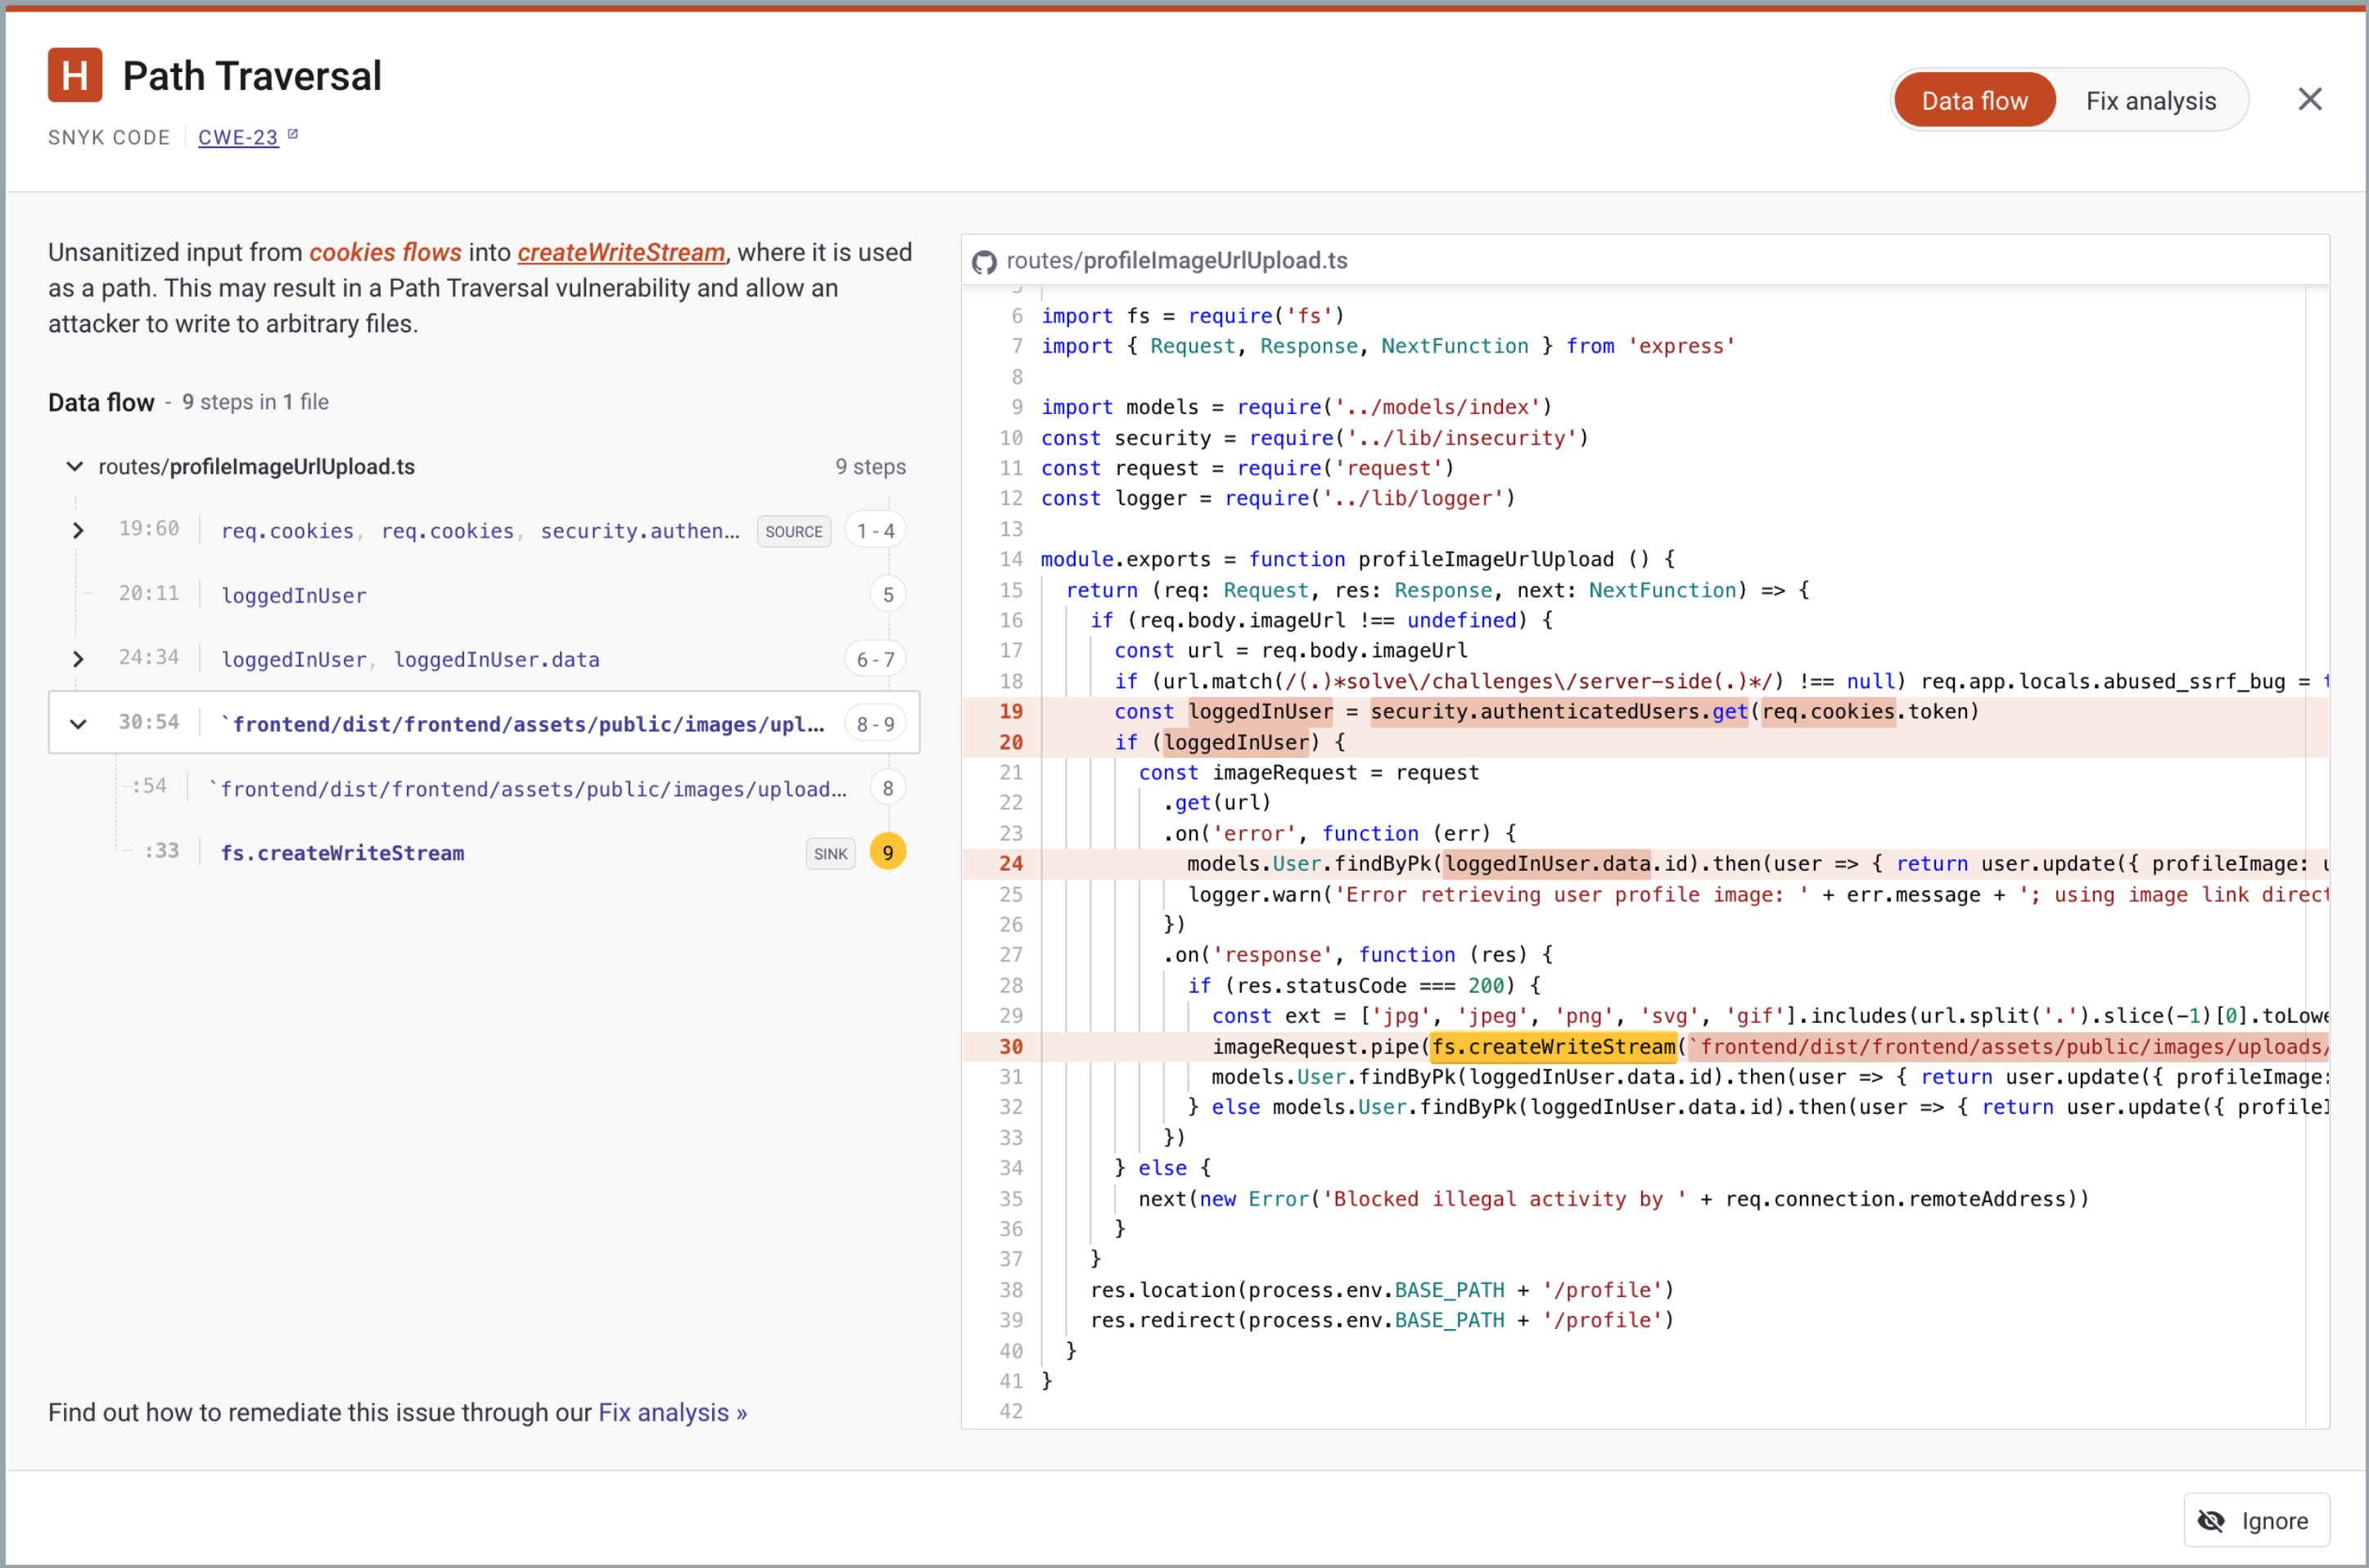 H Path Traversal
SNYK CODE CWE-23
Data flow Fix analysis
Unsanitized input from cookies flows into createWriteStream, where it is used
as a path. This may result in a Path Traversal vulnerability and allow an
attacker to write to arbitrary files.
Data flow - 9 steps in 1 file
routes/profileImageUrlUpload.ts 9 steps
19:60 req.cookies, req.cookies, security.authen... SOURCE 1 - 4
20:11 loggedInUser 5
24:34 loggedInUser, loggedInUser.data 6 - 7
30:54 `frontend/dist/frontend/assets/public/images/upl... 8 - 9
:54 `frontend/dist/frontend/assets/public/images/upload... 8
:33 fs.createWriteStream SINK 9
Find out how to remediate this issue through our Fix analysis »
routes/profileImageUrlUpload.ts
5
6 import fs = require('fs')
7 import { Request, Response, NextFunction } from 'express'
8
9 import models = require('../models/index')
10 const security = require('../lib/insecurity')
11 const request = require('request')
12 const logger = require('../lib/logger')
13
14 module.exports = function profileImageUrlUpload () {
15 return (req: Request, res: Response, next: NextFunction) => {
16 if (req.body.imageUrl !== undefined) {
17 const url = req.body.imageUrl
18 if (url.match(/(.)*solve\/challenges\/server-side(.)*/) !== null) req.app.locals.abused_ssrf_bug = t
19 const loggedInUser = security.authenticatedUsers.get(req.cookies.token)
20 if (loggedInUser) {
21 const imageRequest = request
22 .get(url)
23 .on('error', function (err) {
24 models.User.findByPk(loggedInUser.data.id).then(user => { return user.update({ profileImage: u
25 logger.warn('Error retrieving user profile image: ' + err.message + '; using image link direct
26 })
27 .on('response', function (res) {
28 if (res.statusCode === 200) {
29 const ext = ['jpg', 'jpeg', 'png', 'svg', 'gif'].includes(url.split('.').slice(-1)[0].toLowe
30 imageRequest.pipe(fs.createWriteStream(`frontend/dist/frontend/assets/public/images/uploads/
31 models.User.findByPk(loggedInUser.data.id).then(user => { return user.update({ profileImage:
32 } else models.User.findByPk(loggedInUser.data.id).then(user => { return user.update({ profileI
33 })
34 } else {
35 next(new Error('Blocked illegal activity by ' + req.connection.remoteAddress))
36 }
37 }
38 res.location(process.env.BASE_PATH + '/profile')
39 res.redirect(process.env.BASE_PATH + '/profile')
40 }
41 }
42
Ignore